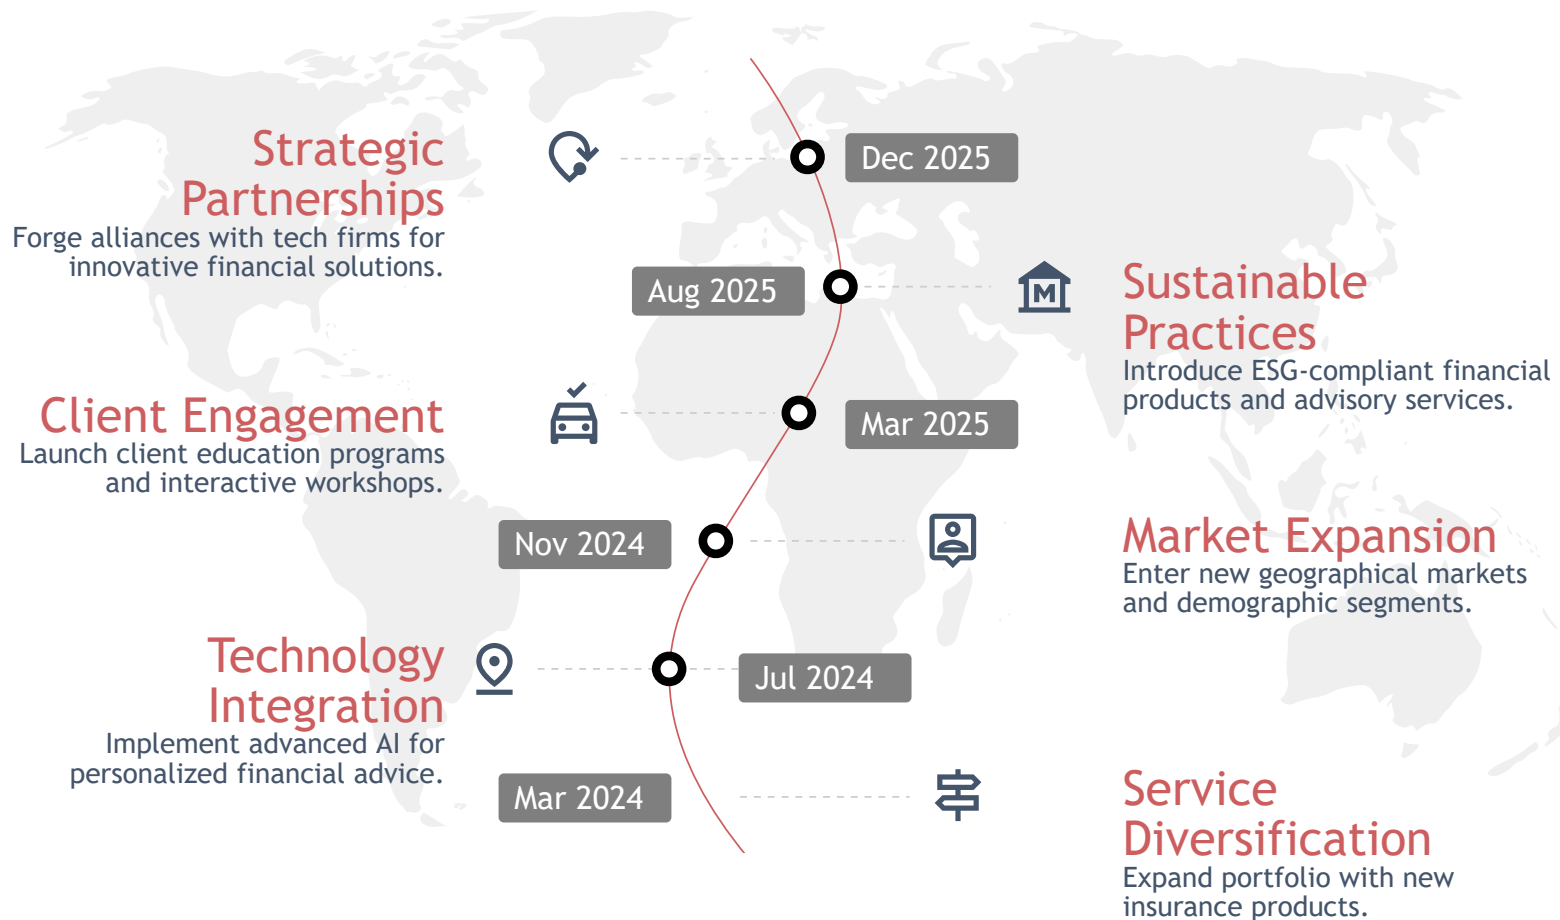 Strategic
Partnerships
Forge alliances with tech firms for
innovative financial solutions.
Dec 2025
Aug 2025
Sustainable
Practices
Introduce ESG-compliant financial
products and advisory services.
Client Engagement
Launch client education programs
and interactive workshops.
Mar 2025
Nov 2024
Market Expansion
Enter new geographical markets
and demographic segments.
Technology
Integration
Implement advanced AI for
personalized financial advice.
Jul 2024
Mar 2024
Service
Diversification
Expand portfolio with new
insurance products.